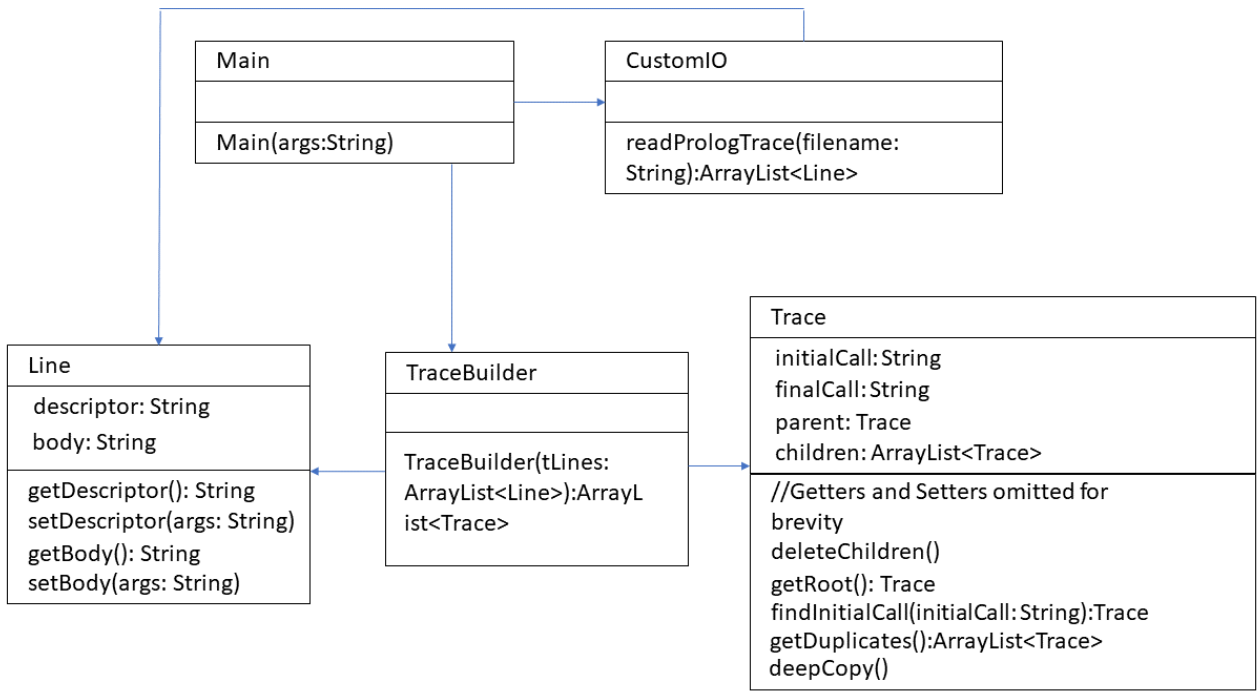 Main
Main(args:String)
CustomIO
readPrologTrace(filename:
String):ArrayList<Line>
Line
descriptor: String
body: String
getDescriptor(): String
setDescriptor(args: String)
getBody(): String
setBody(args: String)
TraceBuilder
TraceBuilder(tLines:
ArrayList<Line>):ArrayL
ist<Trace>
Trace
initialCall: String
finalCall: String
parent: Trace
children: ArrayList<Trace>
//Getters and Setters omitted for
brevity
deleteChildren()
getRoot(): Trace
findInitialCall(initialCall: String):Trace
getDuplicates():ArrayList<Trace>
deepCopy()